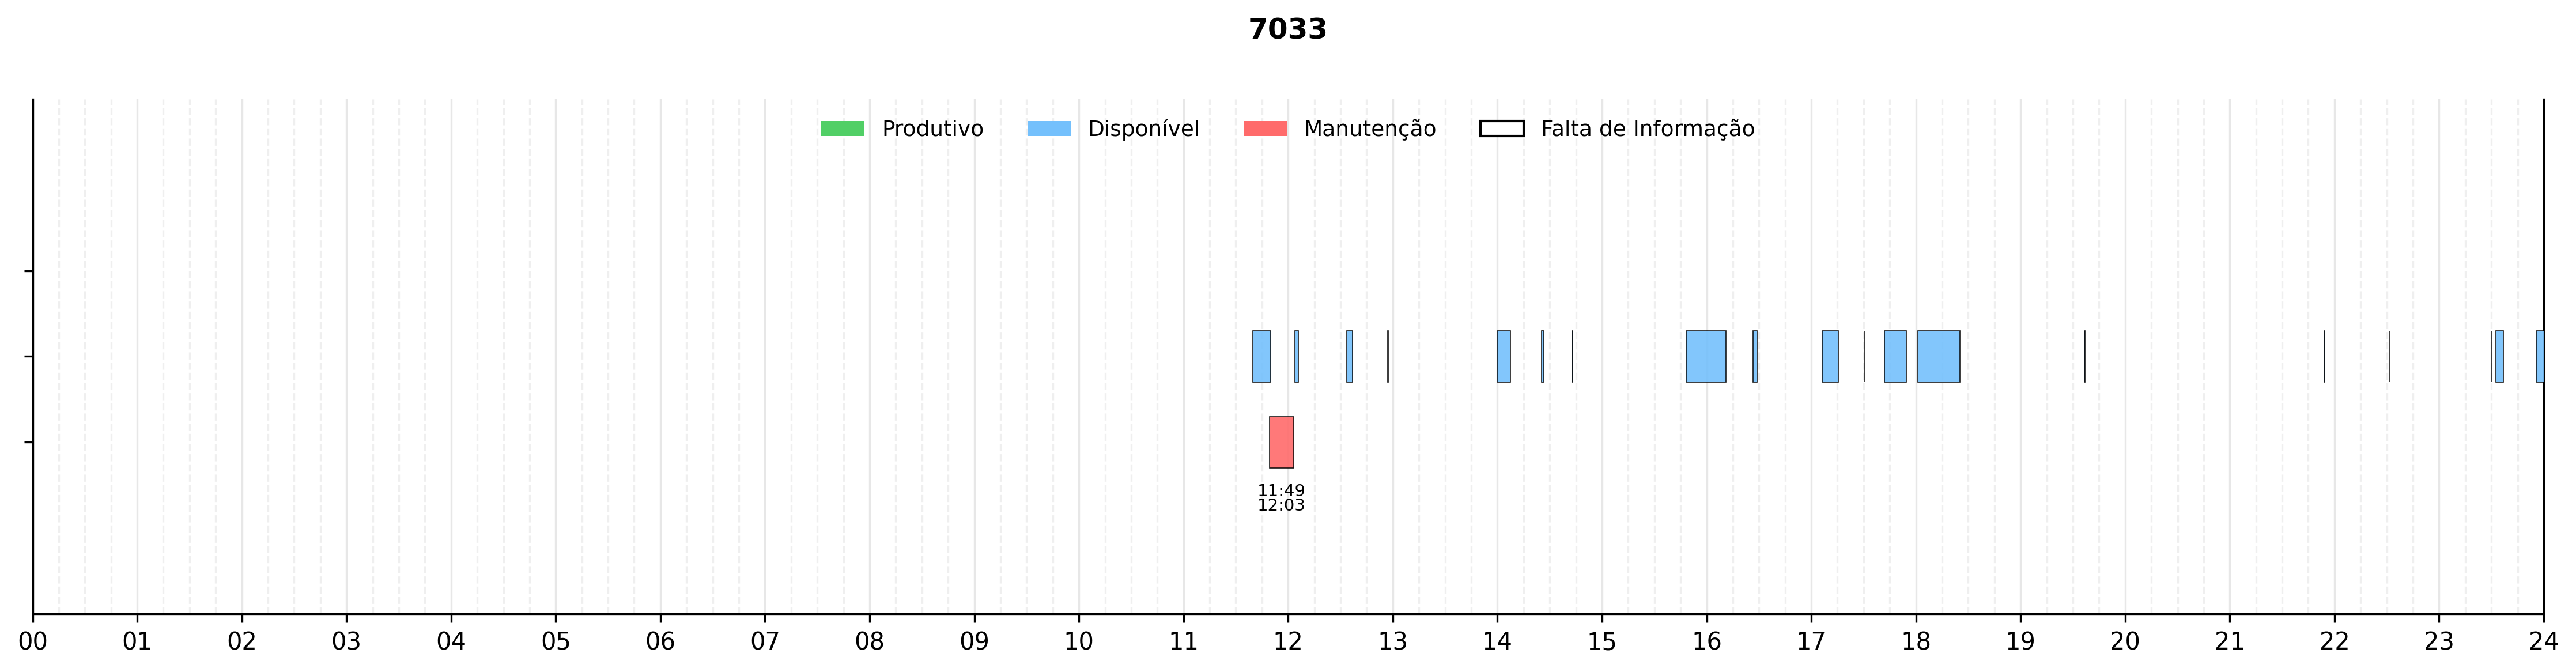 7033
Produtivo Disponível Manutenção Falta de Informação
11:49
12:03
00 01 02 03 04 05 06 07 08 09 10 11 12 13 14 15 16 17 18 19 20 21 22 23 24